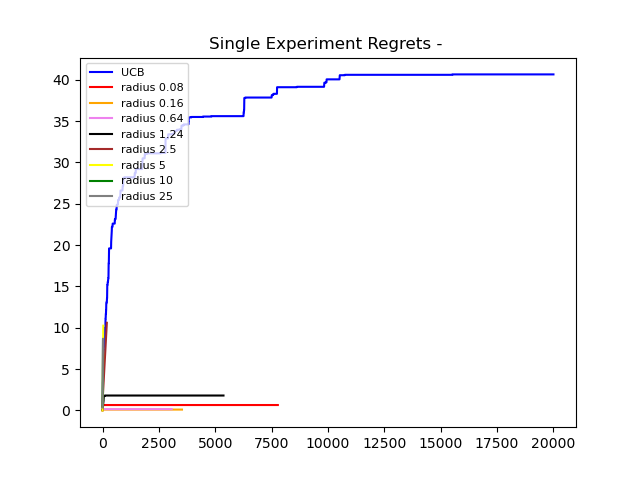 Single Experiment Regrets -
UCB
radius 0.08
radius 0.16
radius 0.64
radius 1.24
radius 2.5
radius 5
radius 10
radius 25
40
35
30
25
20
15
10
5
0
0 2500 5000 7500 10000 12500 15000 17500 20000